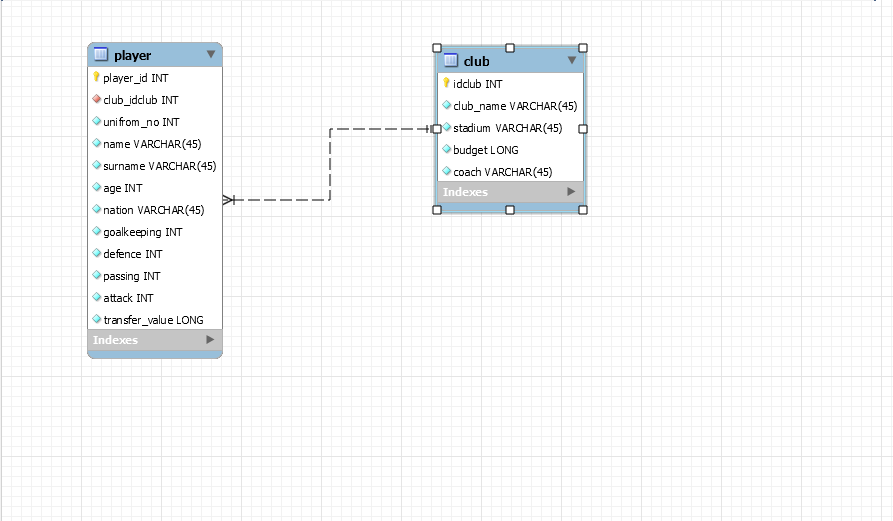 player
player_id INT
club_idclub INT
unifrom_no INT
name VARCHAR(45)
surname VARCHAR(45)
age INT
nation VARCHAR(45)
goalkeeping INT
defence INT
passing INT
attack INT
transfer_value LONG
Indexes
club
idclub INT
club_name VARCHAR(45)
stadium VARCHAR(45)
budget LONG
coach VARCHAR(45)
Indexes